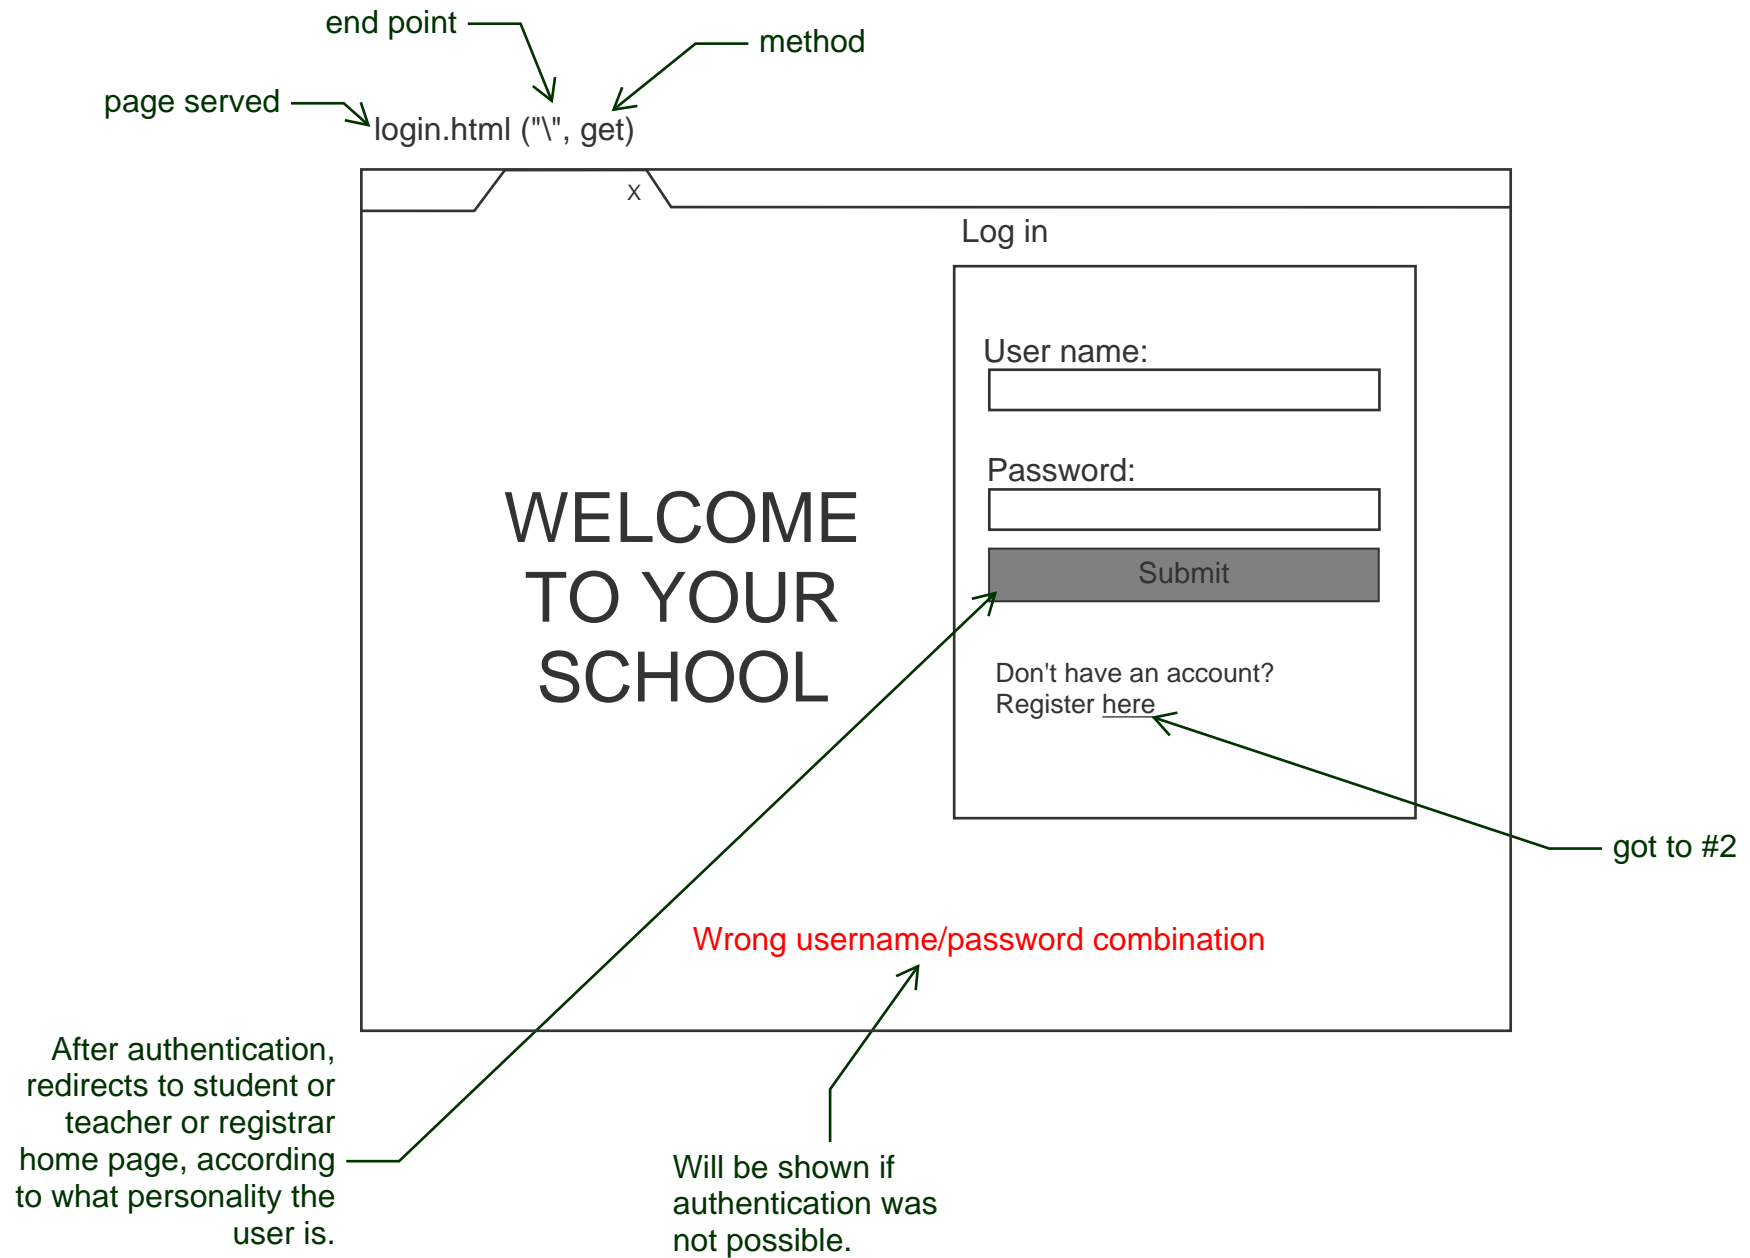 end point
method
page served
login.html ("\", get)
X
Log in
User name:
Password:
Submit
WELCOME
TO YOUR
SCHOOL
Don't have an account?
Register here
got to #2
Wrong username/password combination
After authentication,
redirects to student or
teacher or registrar
home page, according
to what personality the
user is.
Will be shown if
authentication was
not possible.